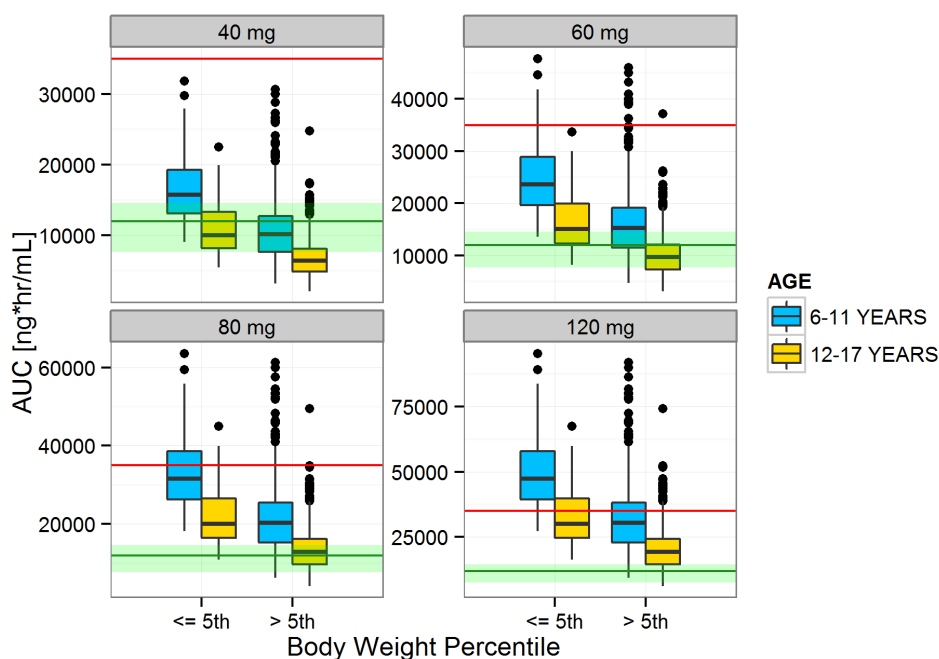 40 mg
60 mg
30000
20000
10000
40000
30000
20000
10000
80 mg
120 mg
60000
40000
20000
75000
50000
25000
<= 5th
> 5th
<= 5th
> 5th
AUC [ng*hr/mL]
Body Weight Percentile
AGE
6-11 YEARS
12-17 YEARS